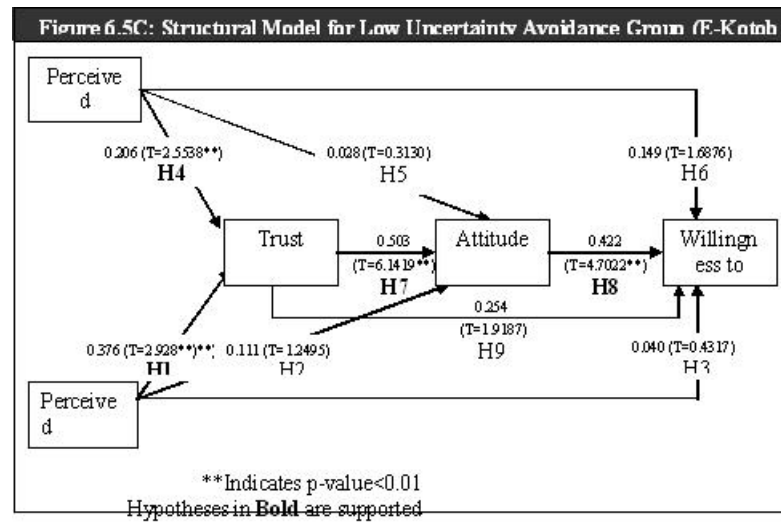 Figure 6.5C: Structural Model for Low Uncertainty Avoidance Group (E-Kotob
Perceive
d
0.206 (T=2.5538**)
H4
0.028 (T=0.3130)
H5
0.149 (T=1.6876)
H6
Trust
0.503
(T=6.1419**)
H7
Attitude
0.422
(T=4.7022**)
H8
Willingn
ess to
0.254
(T=1.9187)
H9
0.376 (T=2.928**)**)
H1
0.111 (T=1.2495)
H2
0.040 (T=0.4317)
H3
Perceive
d
**Indicates p-value<0.01
Hypotheses in Bold are supported